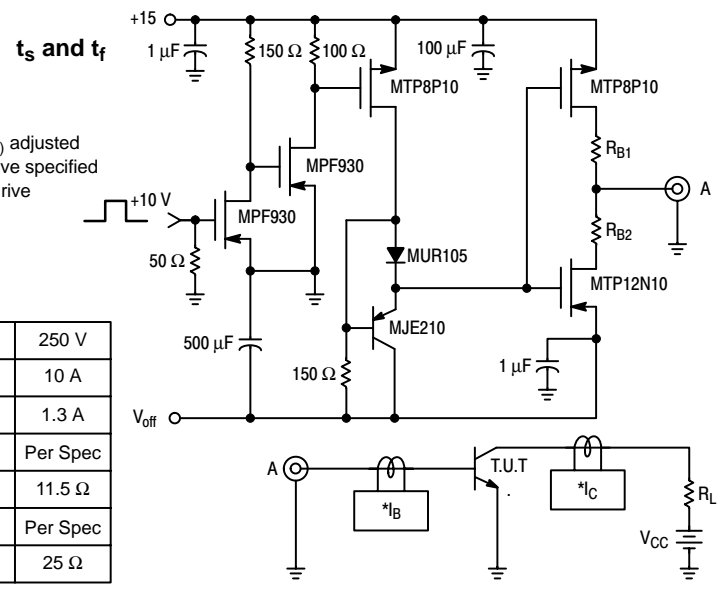 t_s and t_f
) adjusted
ve specified
rive
+15
1 μF
150 Ω
100 Ω
100 μF
MTP8P10
MTP8P10
R_B1
A
MPF930
+10 V
MPF930
50 Ω
R_B2
MUR105
MTP12N10
500 μF
MJE210
150 Ω
1 μF
V_off
250 V
10 A
1.3 A
Per Spec
11.5 Ω
Per Spec
25 Ω
A
T.U.T
*I_B
*I_C
R_L
V_CC